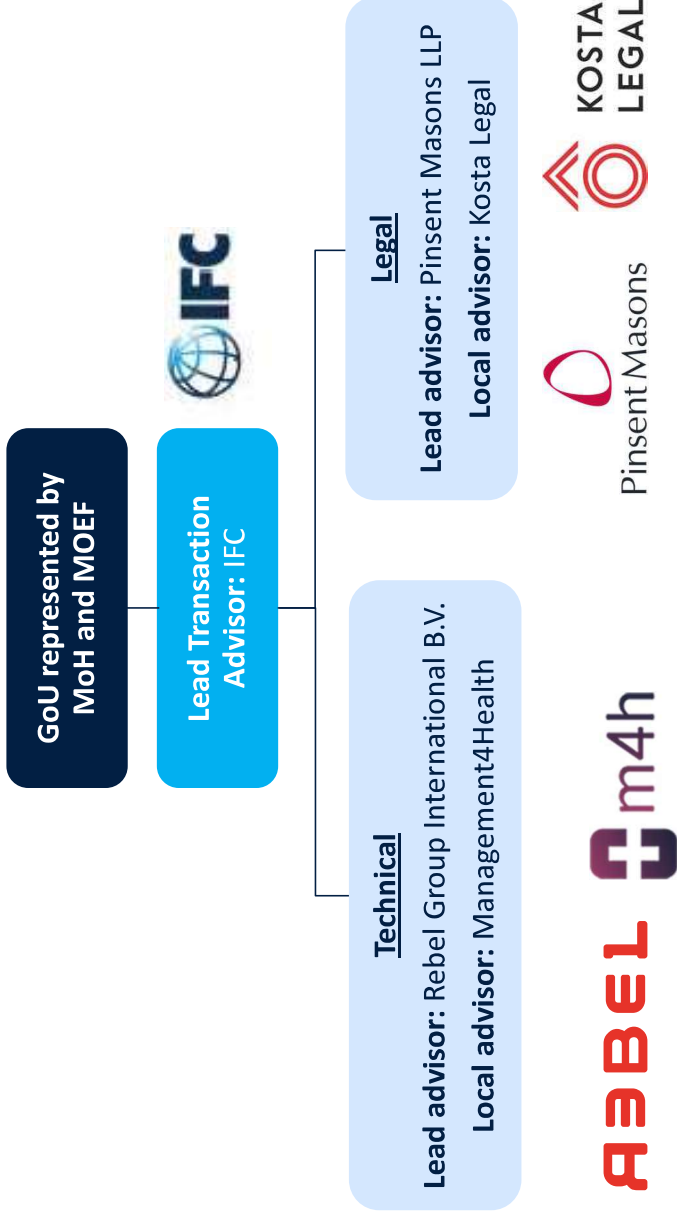 GoU represented by
MoH and MOEF
Lead Transaction
Advisor: IFC
IFC
Technical
Lead advisor: Rebel Group International B.V.
Local advisor: Management4Health
Legal
Lead advisor: Pinsent Masons LLP
Local advisor: Kosta Legal
REBEL
m4h
Pinsent Masons
KOSTA
LEGAL